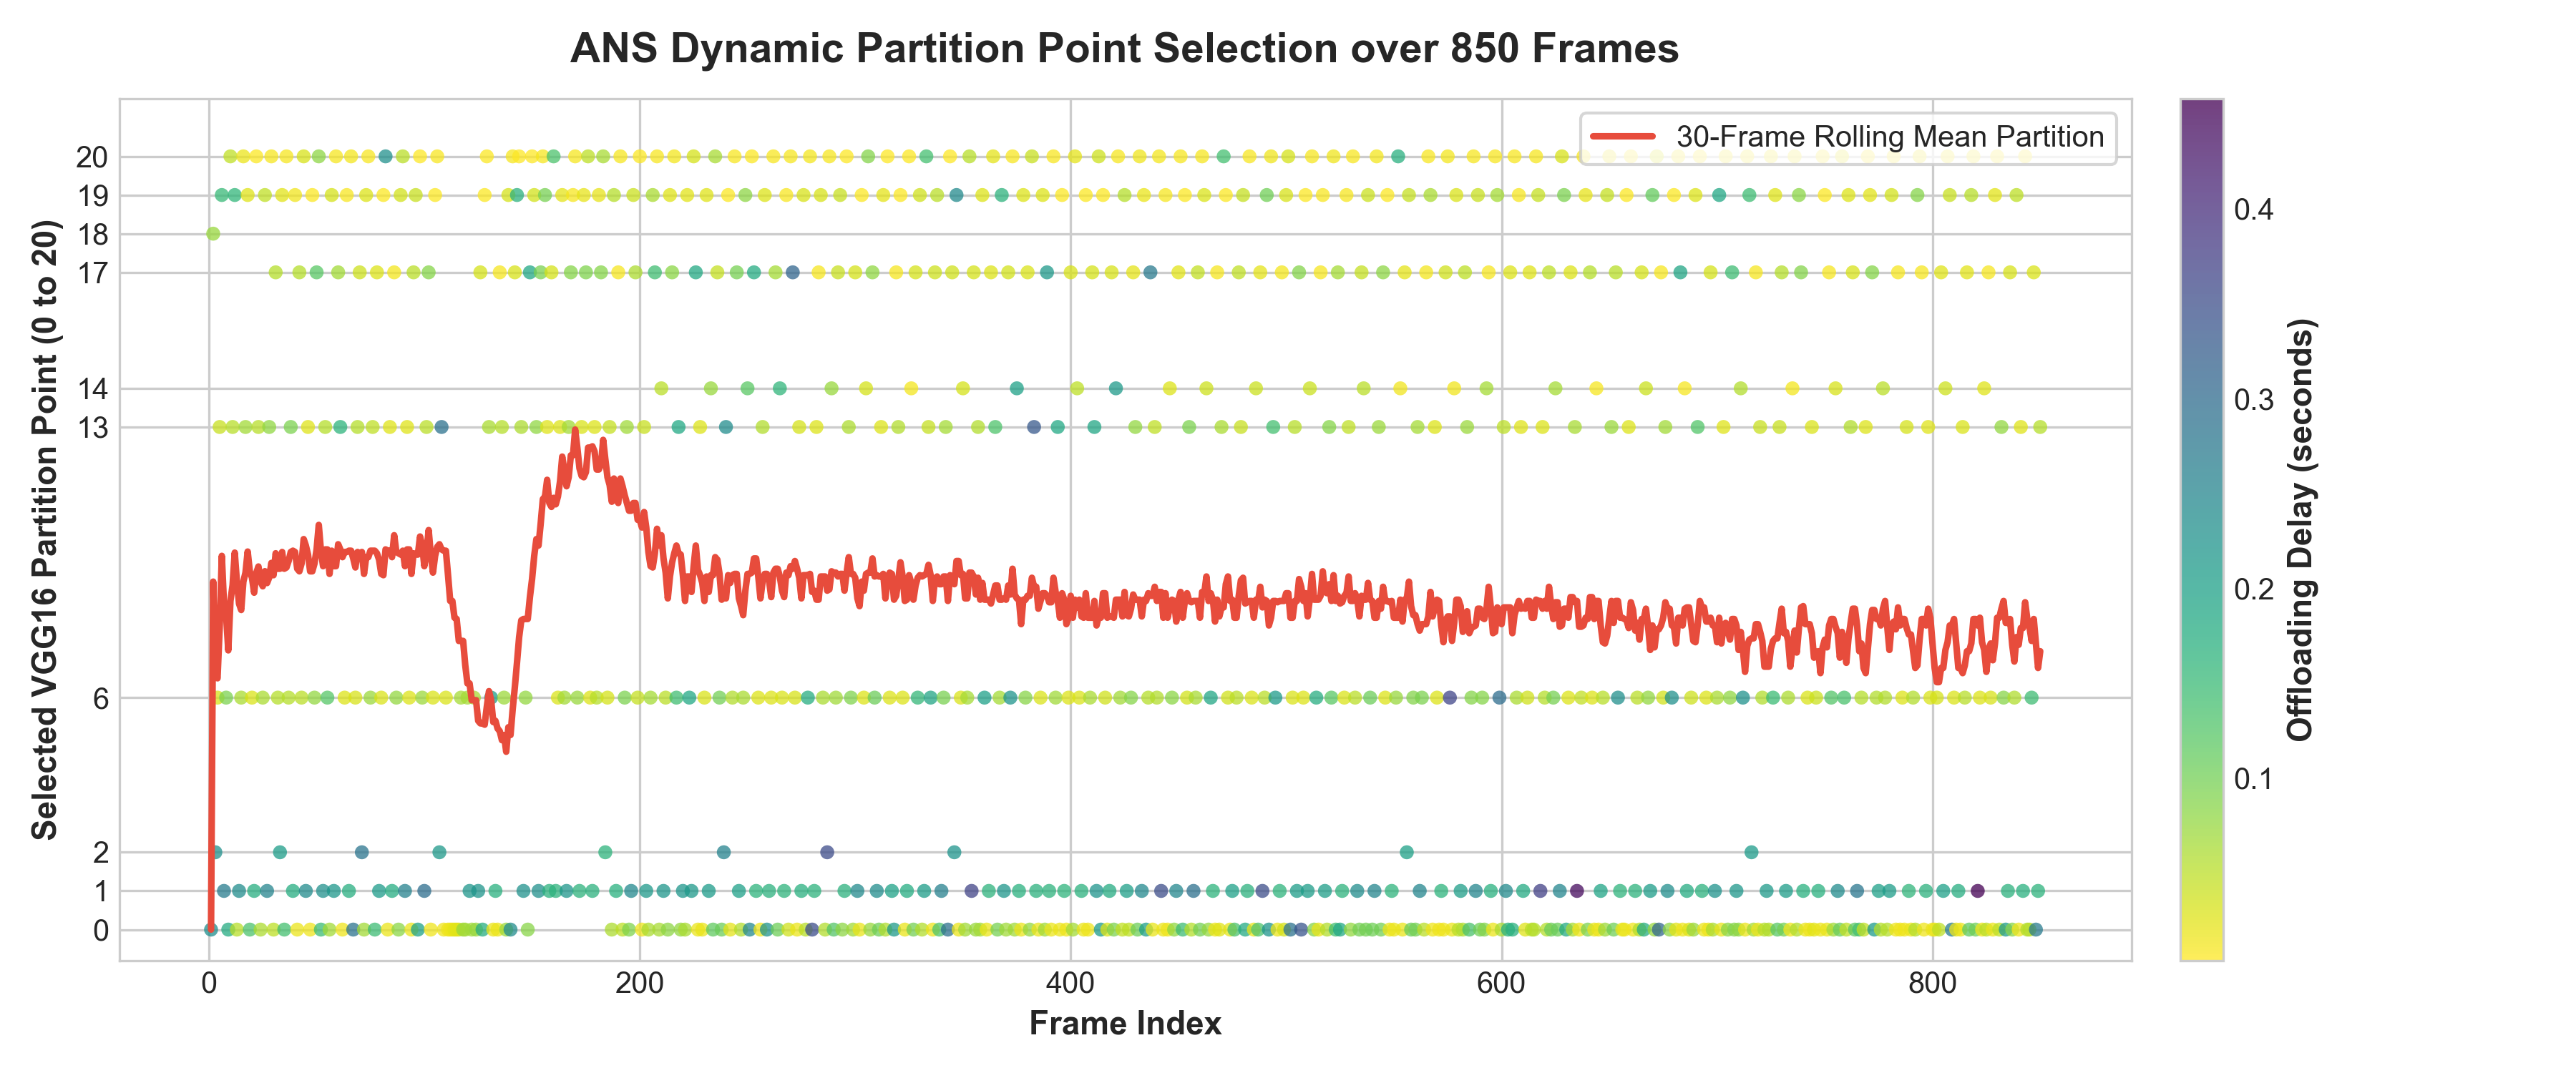 ANS Dynamic Partition Point Selection over 850 Frames
30-Frame Rolling Mean Partition
Selected VGG16 Partition Point (0 to 20)
20
19
18
17
14
13
6
2
1
0
0 200 400 600 800
Frame Index
0.4
0.3
0.2
0.1
Offloading Delay (seconds)